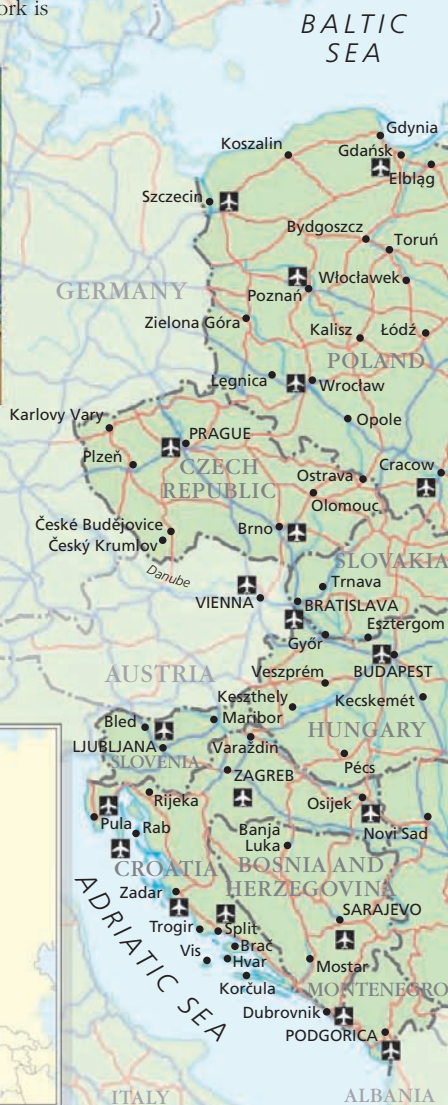 ork is
BALTIC
SEA
Gdynia
Koszalin
Gdańsk
Elbląg
Szczecin
Bydgoszcz
Toruń
GERMANY
Włocławek
Poznań
Zielona Góra
Kalisz
Łódź
POLAND
Legnica
Wrocław
Karlovy Vary
Opole
PRAGUE
Plzeň
CZECH
REPUBLIC
Cracow
Ostrava
Olomouc
České Budějovice
Český Krumlov
Brno
SLOVAKIA
Danube
Trnava
VIENNA
BRATISLAVA
Esztergom
Győr
BUDAPEST
Veszprém
AUSTRIA
Keszthely
Kecskemét
Bled
Maribor
HUNGARY
LJUBLJANA
Varaždin
SLOVENIA
Pécs
ZAGREB
Rijeka
Osijek
Pula
Rab
Novi Sad
Banja
Luka
CROATIA
BOSNIA AND
HERZEGOVINA
Zadar
SARAJEVO
Trogir
Split
ADRIATIC SEA
Brač
Vis
Hvar
Mostar
Korčula
MONTENEGRO
Dubrovnik
PODGORICA
ITALY
ALBANIA